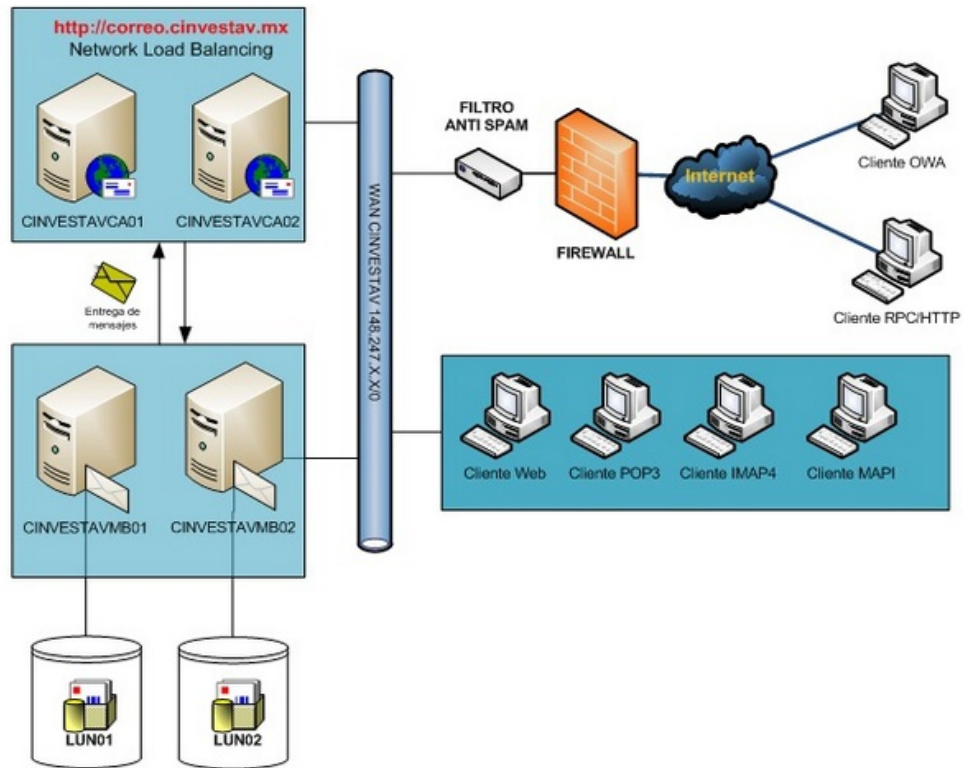 http://correo.cinvestav.mx
Network Load Balancing
CINVESTAVCA01
CINVESTAVCA02
Entrega de
mensajes
CINVESTAVMB01
CINVESTAVMB02
LUN01
LUN02
WAN CINVESTAV 148.247.X.X/0
FILTRO
ANTI SPAM
FIREWALL
Internet
Cliente OWA
Cliente RPC/HTTP
Cliente Web
Cliente POP3
Cliente IMAP4
Cliente MAPI